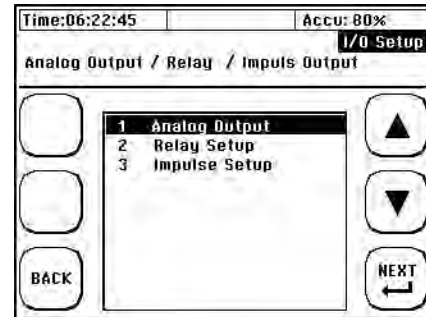 Time:06:22:45 Accu: 80%
I/O Setup
Analog Output / Relay / Impuls Output
1 Analog Output
2 Relay Setup
3 Impulse Setup
BACK
NEXT